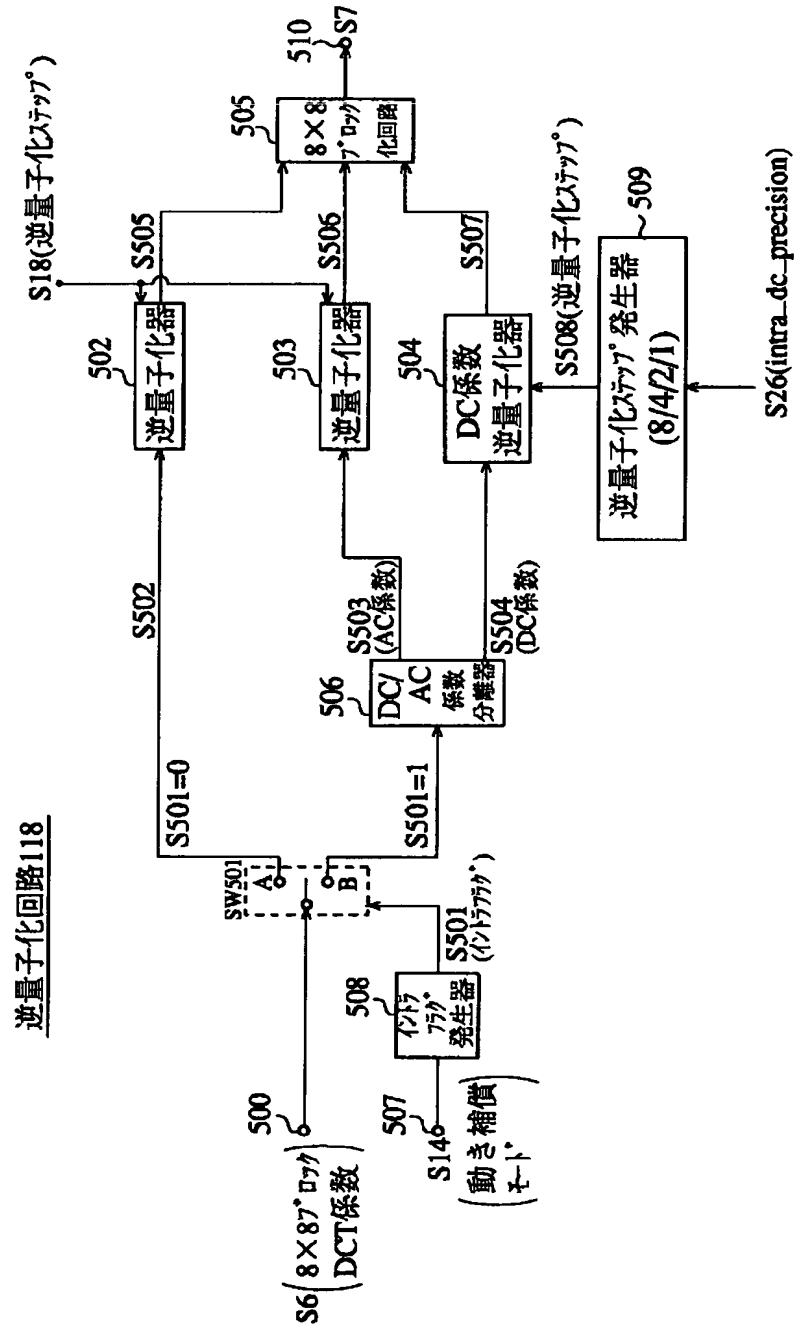 逆量子化回路118
S6(8×8ブロック
DCT係数)
500
SW501
A
B
S501=0
S501=1
S14
(動き補償
モード)
507
508
イントラ
フラグ
発生器
S501
(イントラフラグ)
S502
506
DC/
AC
係数
分離器
S503
(AC係数)
S504
(DC係数)
502
逆量子化器
503
逆量子化器
504
DC係数
逆量子化器
S18(逆量子化ステップ)
S505
S506
S507
S508(逆量子化ステップ)
509
逆量子化ステップ発生器
(8/4/2/1)
S26(intra_dc_precision)
505
8×8
ブロック
化回路
510
S7